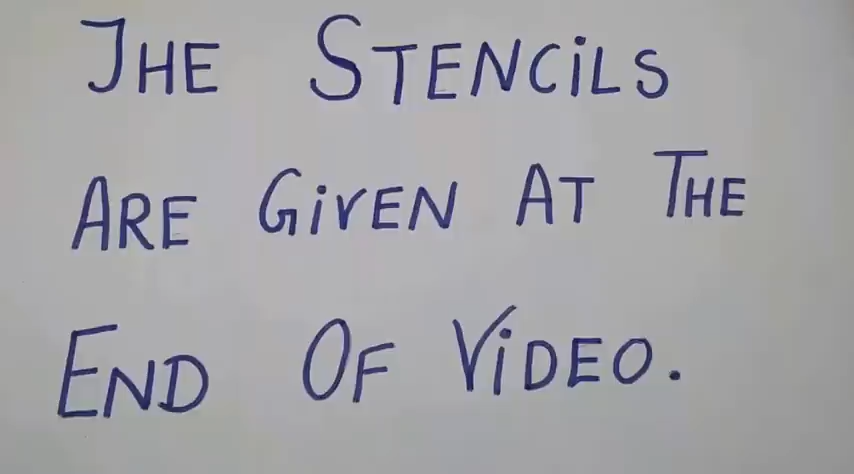 THE STENCILS
ARE GiVEN AT THE
END OF ViDEO.